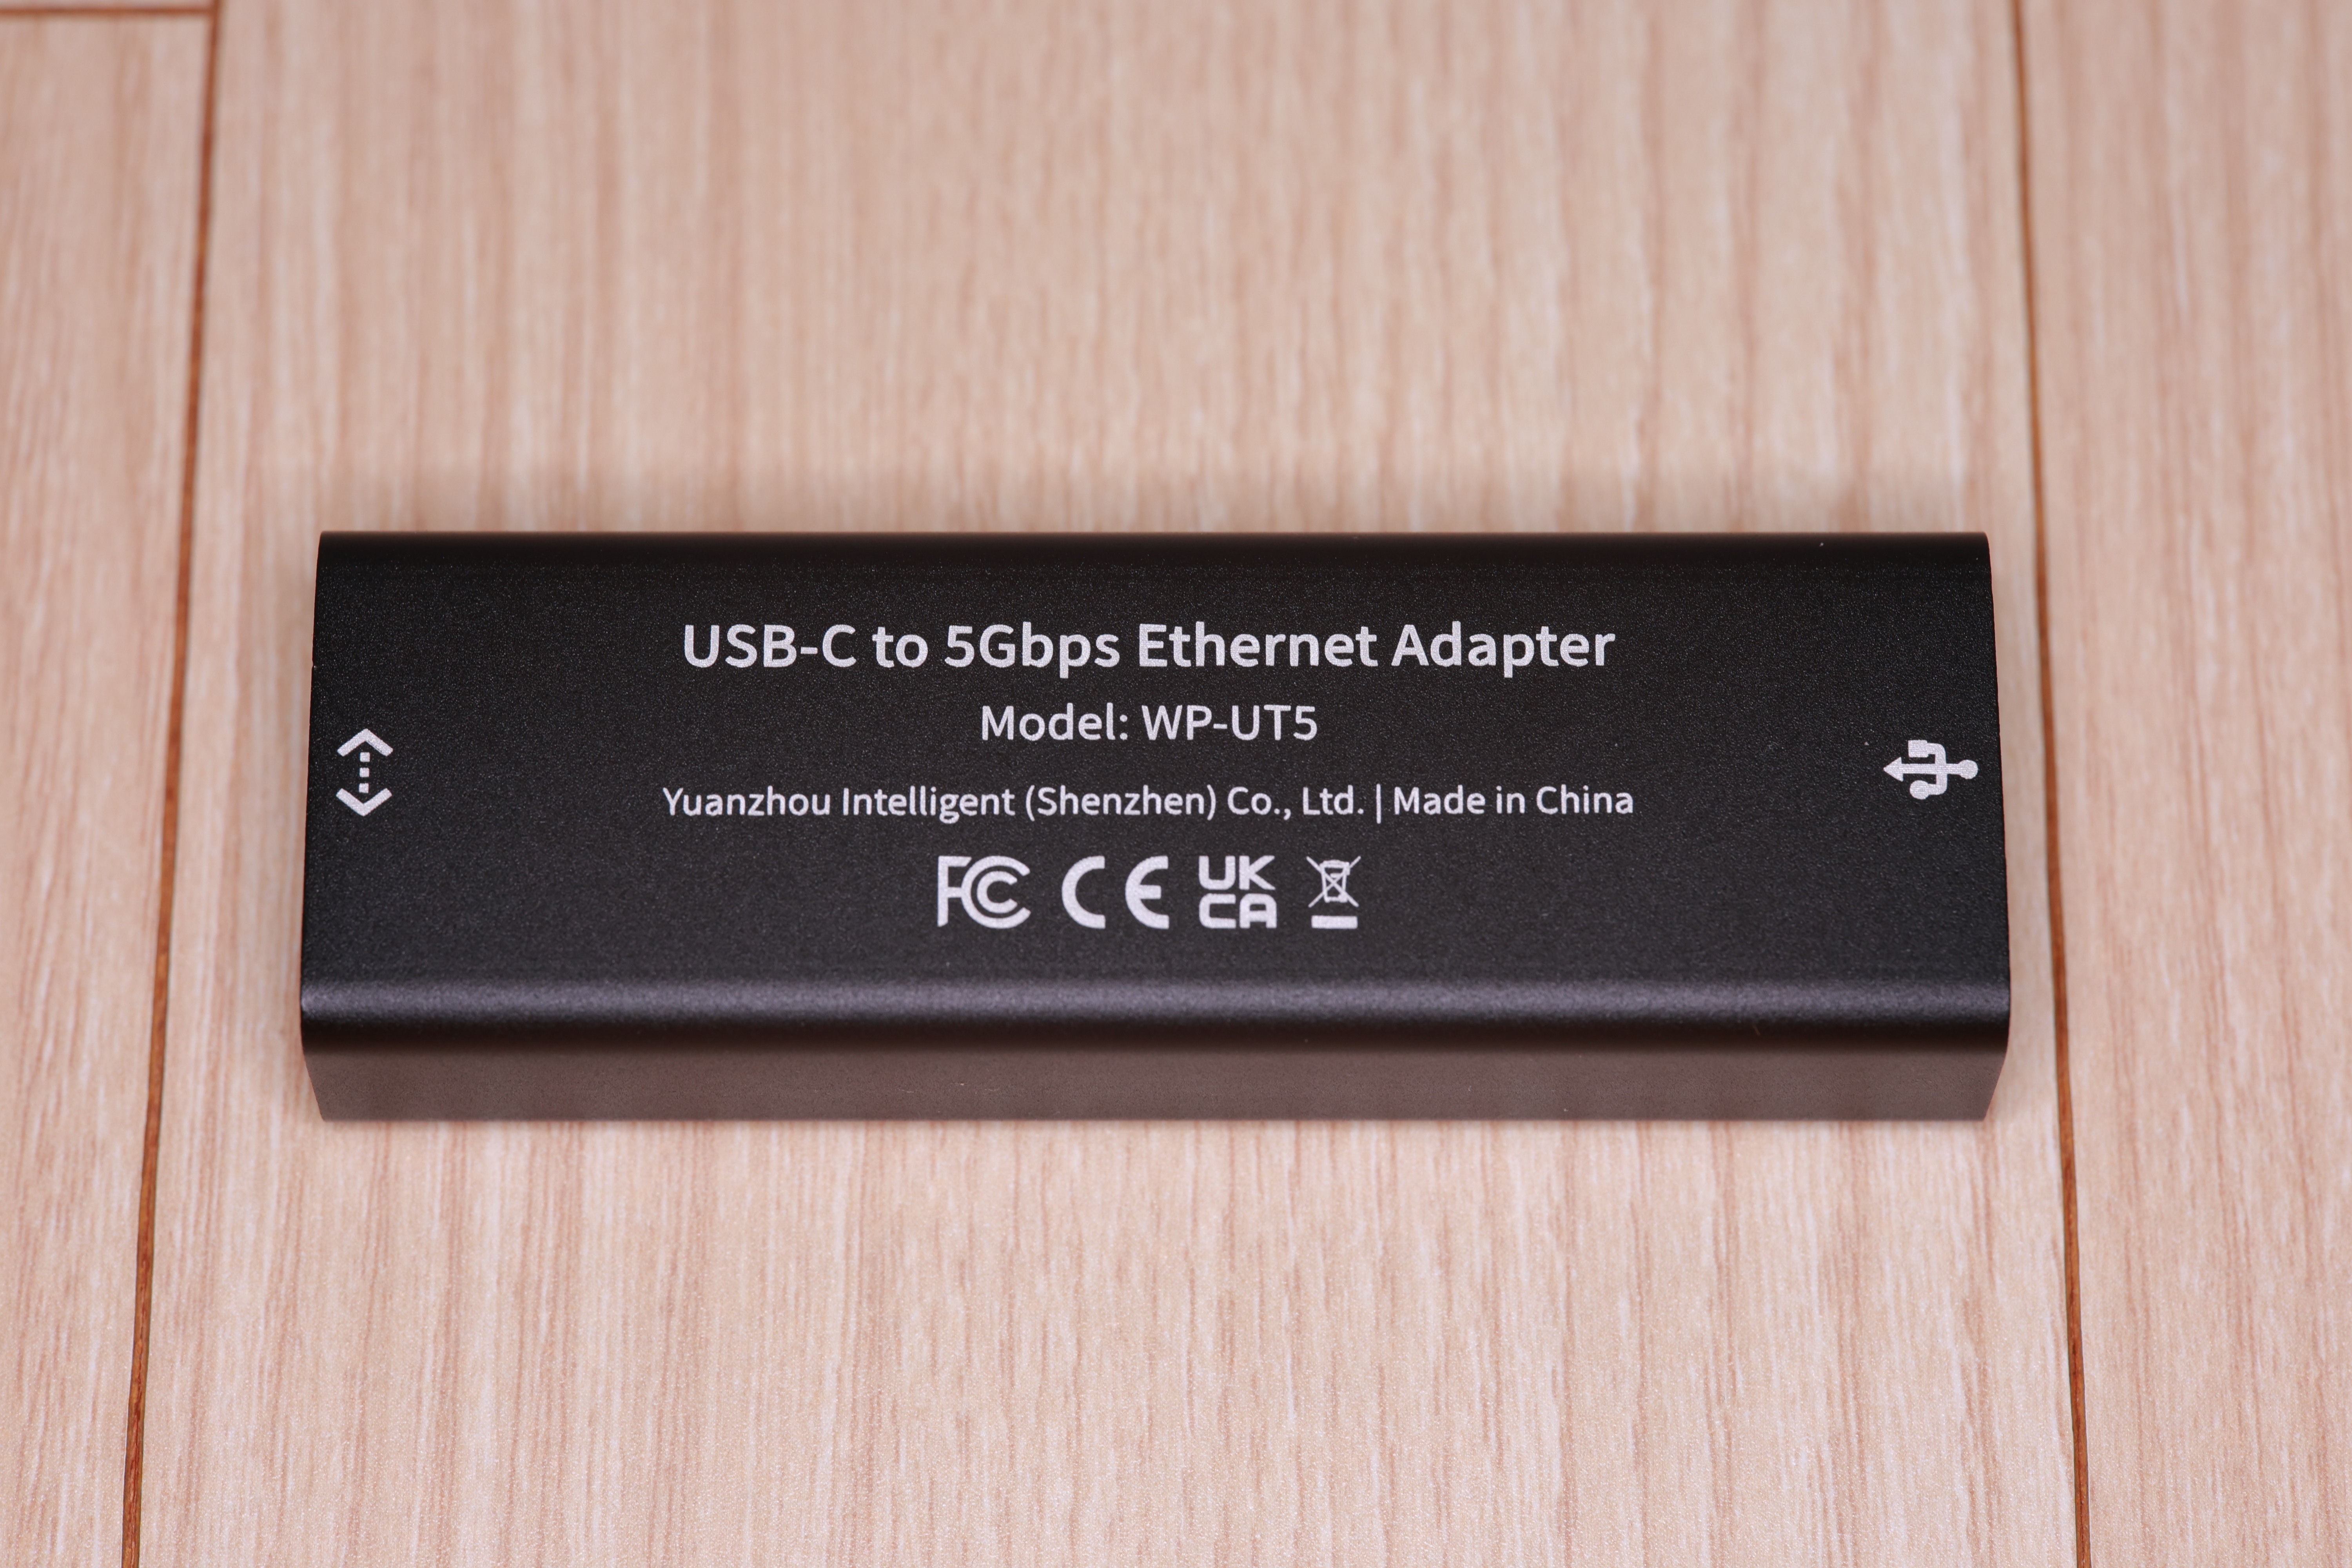 USB-C to 5Gbps Ethernet Adapter
Model: WP-UT5
Yuanzhou Intelligent (Shenzhen) Co., Ltd. | Made in China
FC CE UK CA